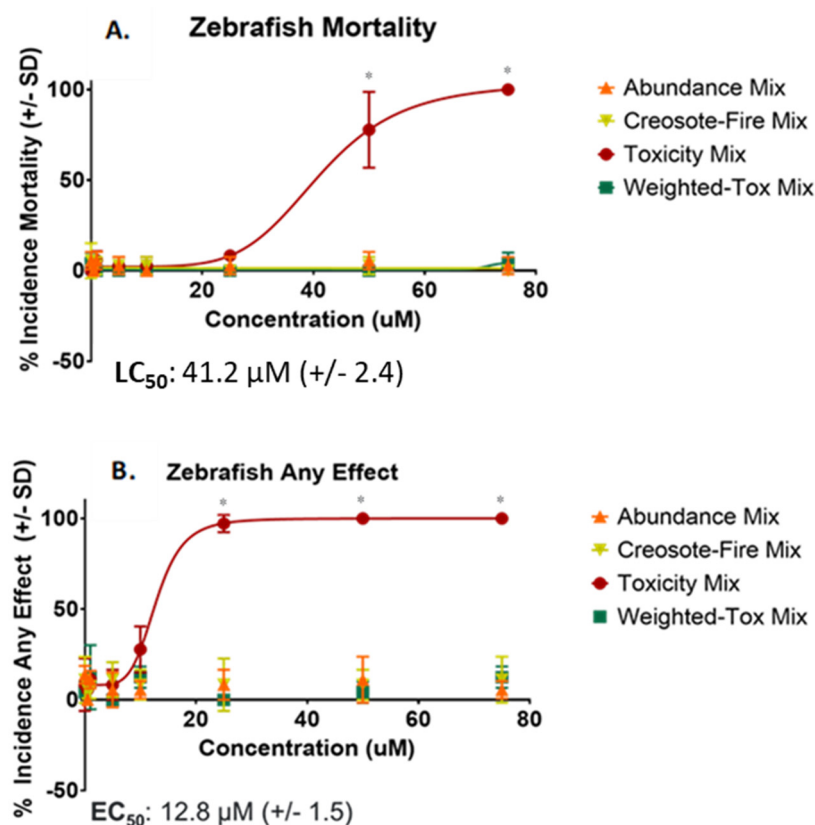 A. Zebrafish Mortality
% Incidence Mortality (+/- SD)
100
50
0
-50
20 40 60 80
Concentration (uM)
* *
Abundance Mix
Creosote-Fire Mix
Toxicity Mix
Weighted-Tox Mix
LC50: 41.2 µM (+/- 2.4)
B. Zebrafish Any Effect
% Incidence Any Effect (+/- SD)
100
50
0
-50
20 40 60 80
Concentration (uM)
* * *
Abundance Mix
Creosote-Fire Mix
Toxicity Mix
Weighted-Tox Mix
EC50: 12.8 µM (+/- 1.5)